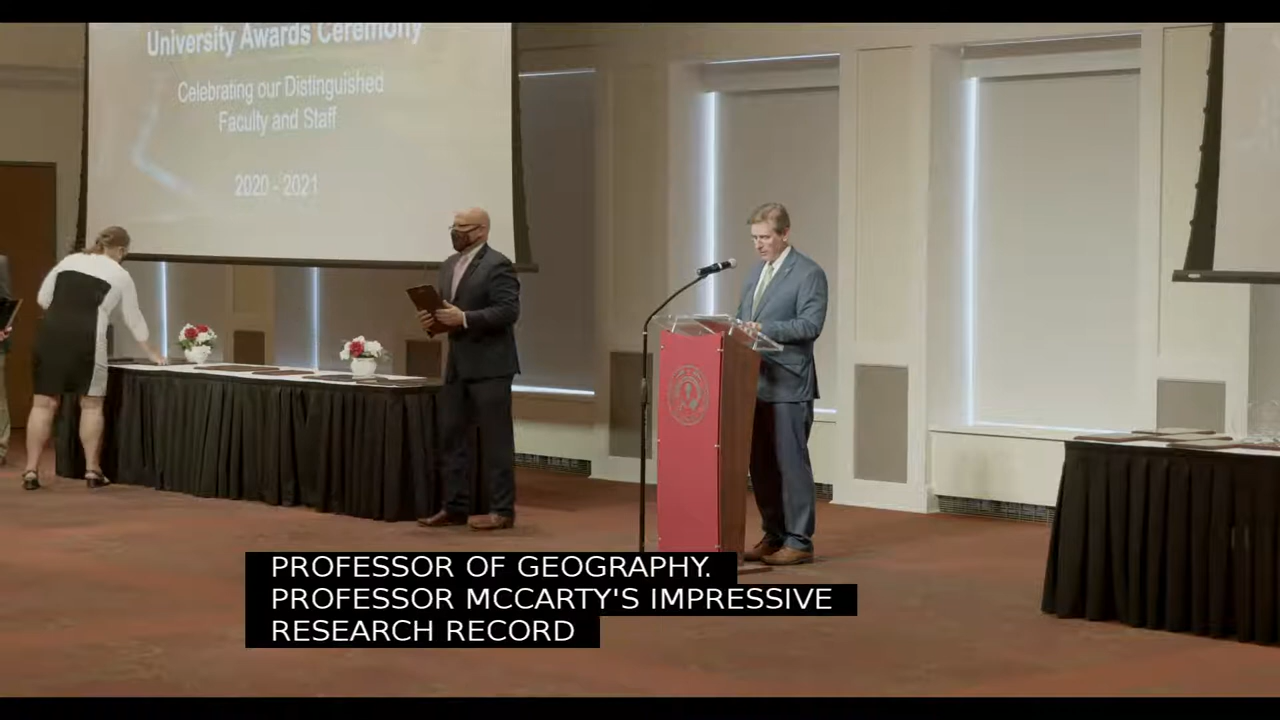 University Awards Ceremony
Celebrating our Distinguished
Faculty and Staff
2020 - 2021
PROFESSOR OF GEOGRAPHY.
PROFESSOR MCCARTY'S IMPRESSIVE
RESEARCH RECORD